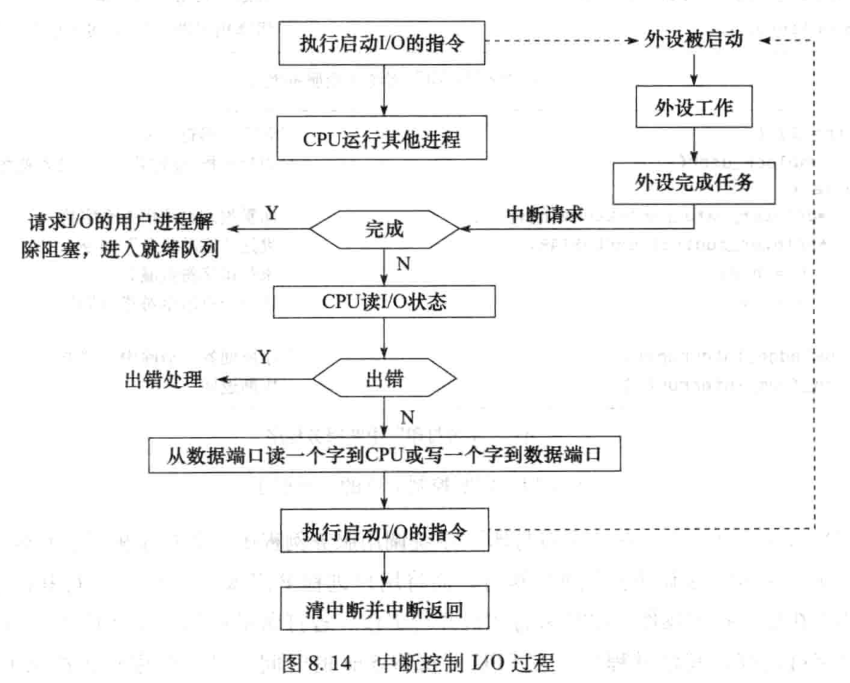 执行启动I/O的指令
外设被启动
外设工作
CPU运行其他进程
外设完成任务
中断请求
请求I/O的用户进程解
除阻塞，进入就绪队列
Y
完成
N
CPU读I/O状态
出错处理
Y
出错
N
从数据端口读一个字到CPU或写一个字到数据端口
执行启动I/O的指令
清中断并中断返回
图 8.14 中断控制 I/O 过程